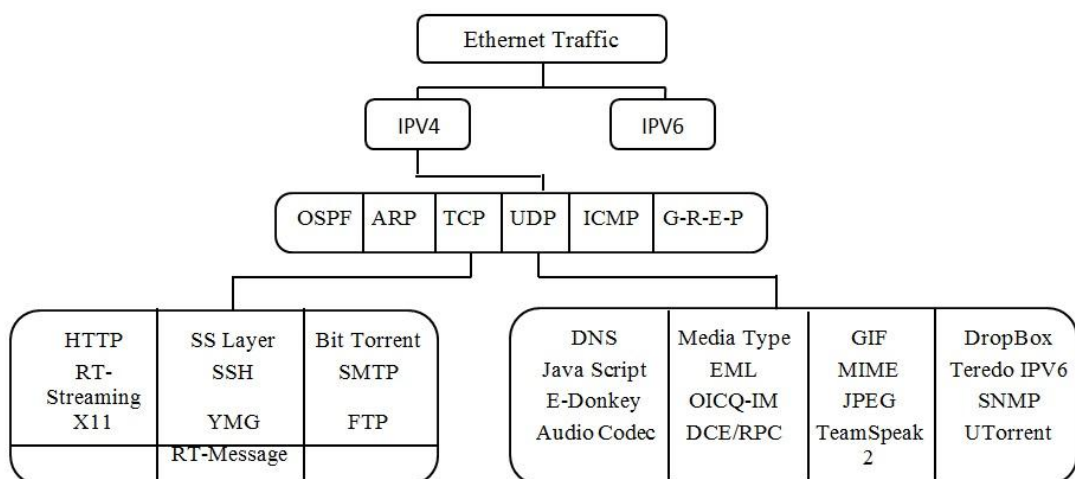 Ethernet Traffic
IPV4
IPV6
OSPF ARP TCP UDP ICMP G-R-E-P
HTTP SS Layer Bit Torrent
RT- SSH SMTP
Streaming
X11 YMG FTP
RT-Message
DNS Media Type GIF DropBox
Java Script EML MIME Teredo IPV6
E-Donkey OICQ-IM JPEG SNMP
Audio Codec DCE/RPC TeamSpeak UTorrent
2